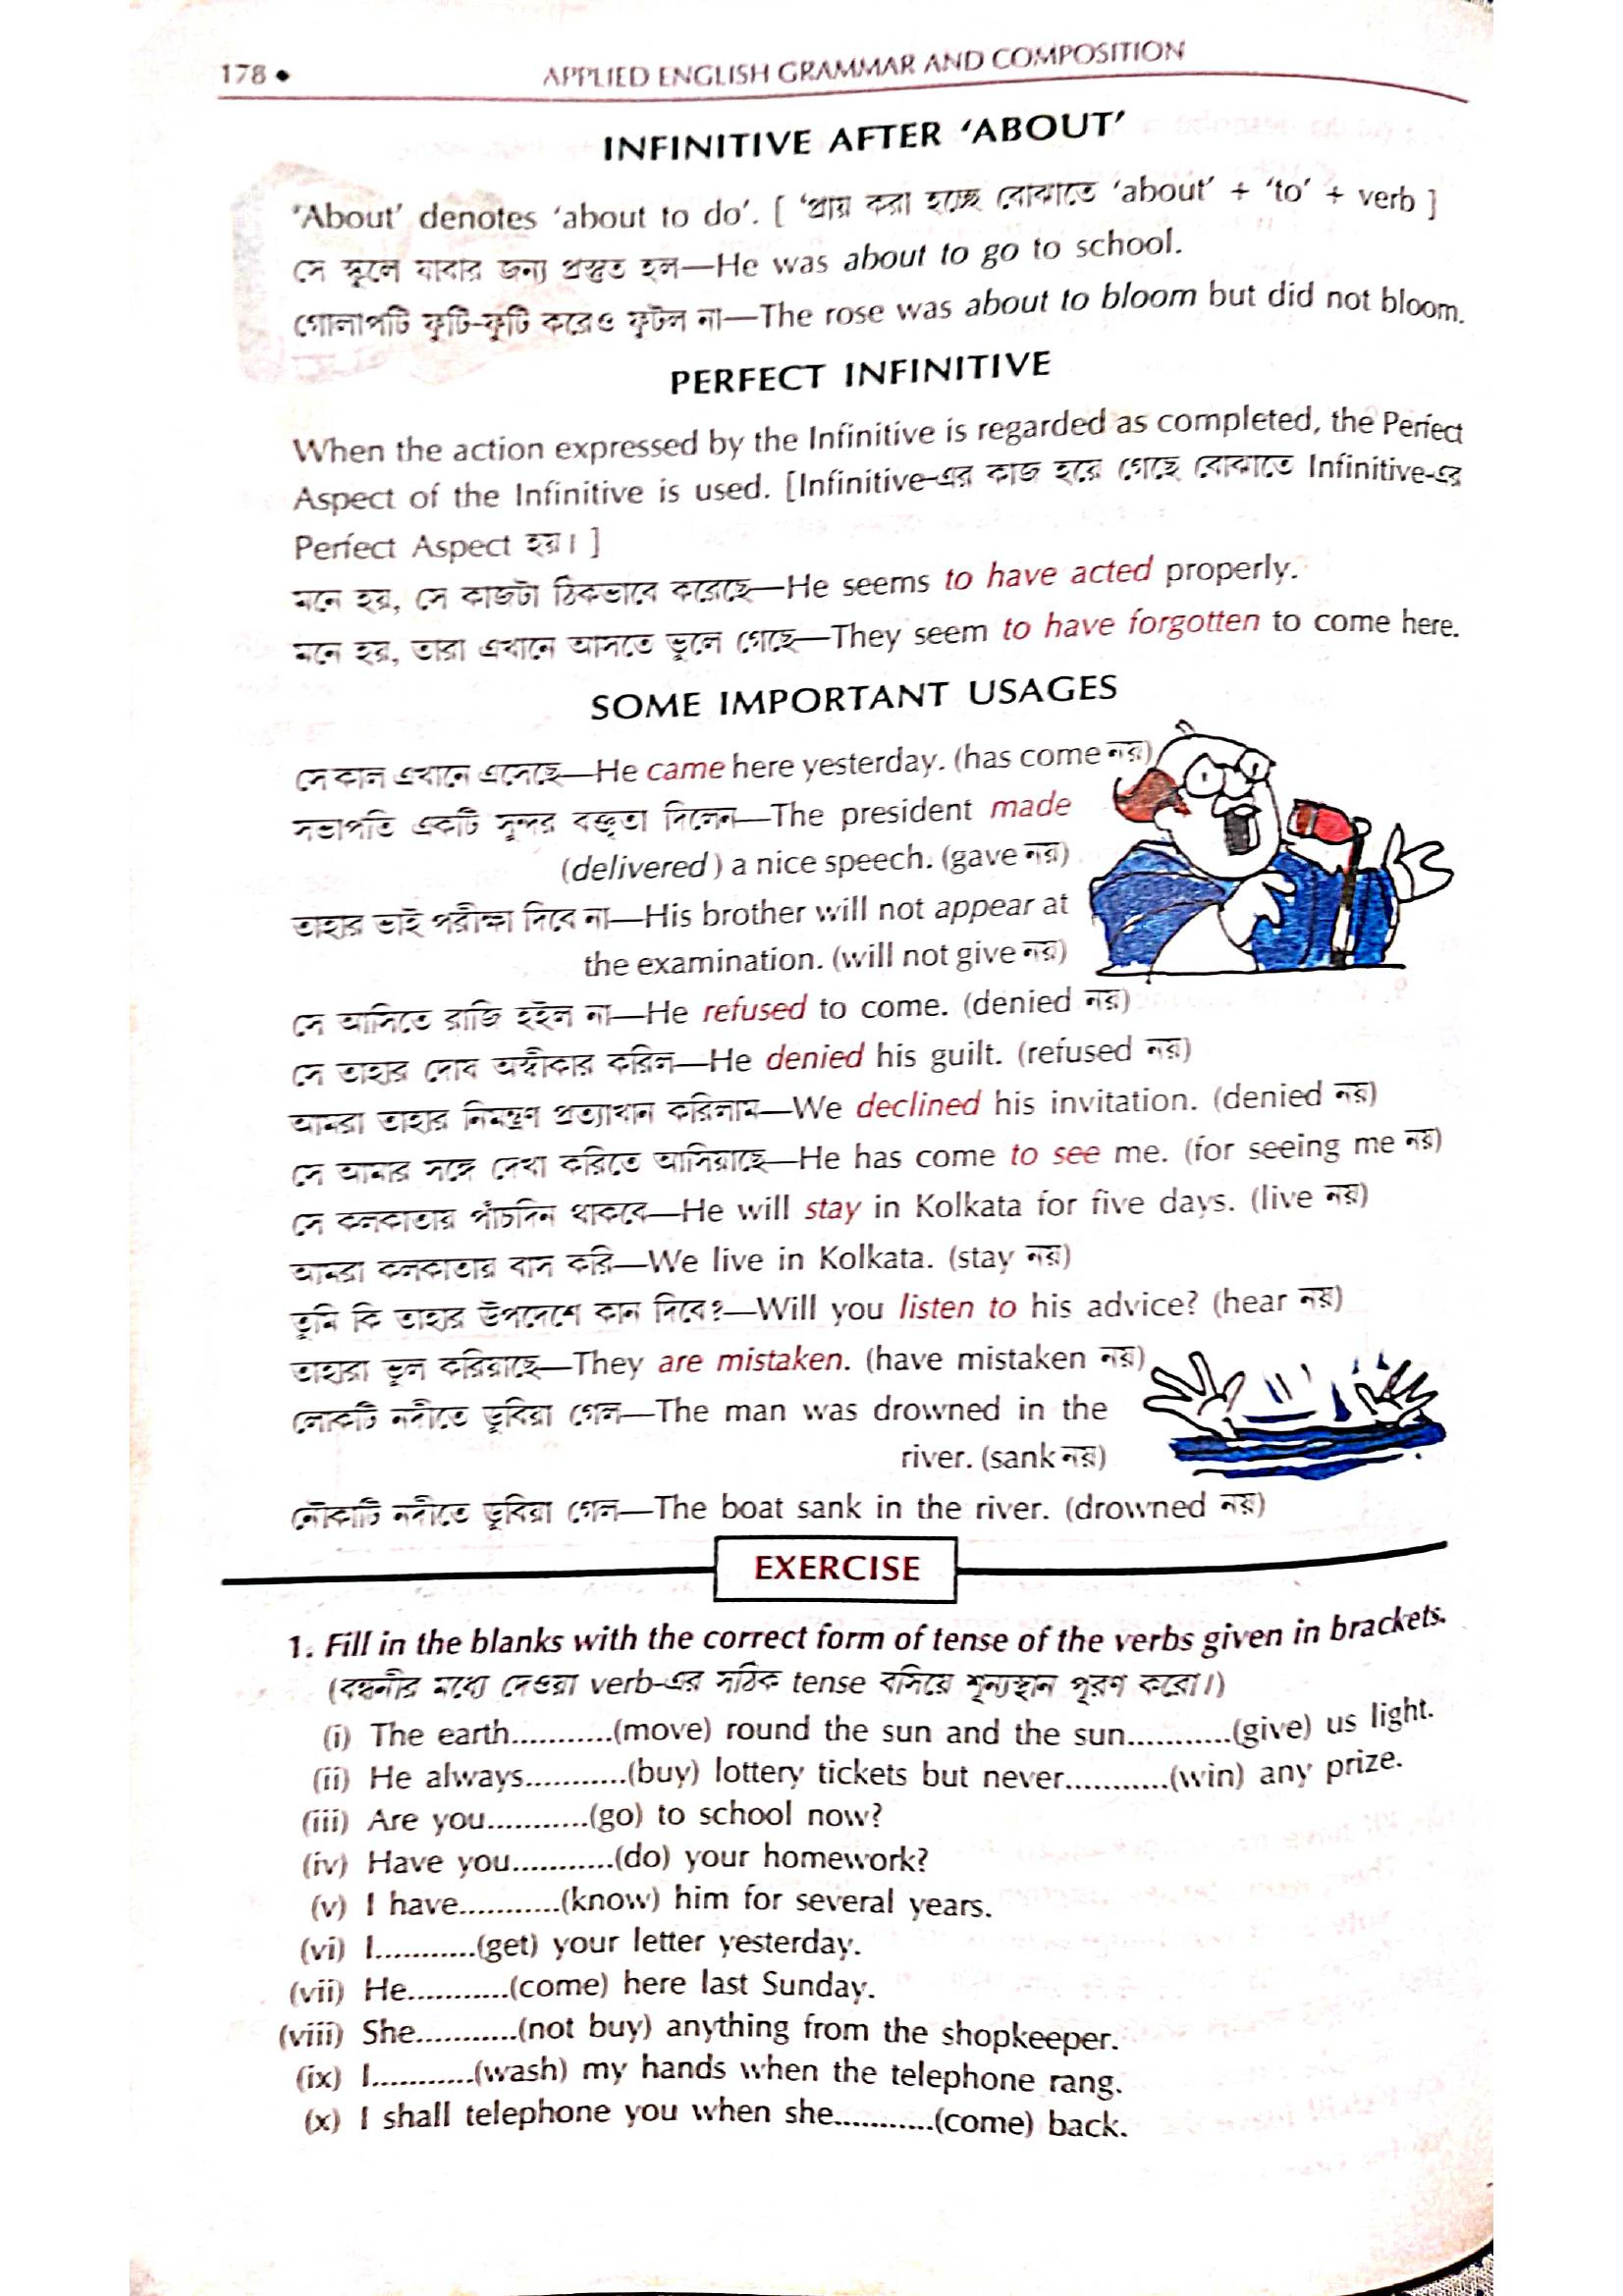 178 •
APPLIED ENGLISH GRAMMAR AND COMPOSITION
INFINITIVE AFTER ‘ABOUT’
‘About’ denotes ‘about to do’. [ ‘প্রায় করা হচ্ছে বোঝাতে ‘about’ + ‘to’ + verb ]
সে স্কুলে যাবার জন্য প্রস্তুত হল—He was about to go to school.
গোলাপটি ফুটি-ফুটি করেও ফুটল না—The rose was about to bloom but did not bloom.
PERFECT INFINITIVE
When the action expressed by the Infinitive is regarded as completed, the Perfect
Aspect of the Infinitive is used. [Infinitive-এর কাজ হয়ে গেছে বোঝাতে Infinitive-এর
Perfect Aspect হয়। ]
মনে হয়, সে কাজটা ঠিকভাবে করেছে—He seems to have acted properly.
মনে হয়, তারা এখানে আসতে ভুলে গেছে—They seem to have forgotten to come here.
SOME IMPORTANT USAGES
সে কাল এখানে এসেছে—He came here yesterday. (has come নয়)
সভাপতি একটি সুন্দর বক্তৃতা দিলেন—The president made
(delivered ) a nice speech. (gave নয়)
তাহার ভাই পরীক্ষা দিবে না—His brother will not appear at
the examination. (will not give নয়)
সে আসিতে রাজি হইল না—He refused to come. (denied নয়)
সে তাহার দোষ অস্বীকার করিল—He denied his guilt. (refused নয়)
আমরা তাহার নিমন্ত্রণ প্রত্যাখান করিলাম—We declined his invitation. (denied নয়)
সে আমার সঙ্গে দেখা করিতে আসিয়াছে—He has come to see me. (for seeing me নয়)
সে কলকাতায় পাঁচদিন থাকবে—He will stay in Kolkata for five days. (live নয়)
আমরা কলকাতায় বাস করি—We live in Kolkata. (stay নয়)
তুমি কি তাহার উপদেশে কান দিবে?—Will you listen to his advice? (hear নয়)
তাহারা ভুল করিয়াছে—They are mistaken. (have mistaken নয়)
লোকটি নদীতে ডুবিয়া গেল—The man was drowned in the
river. (sank নয়)
নৌকাটি নদীতে ডুবিয়া গেল—The boat sank in the river. (drowned নয়)
EXERCISE
1. Fill in the blanks with the correct form of tense of the verbs given in brackets.
(বন্ধনীর মধ্যে দেওয়া verb-এর সঠিক tense বসিয়ে শূন্যস্থান পূরণ করো।)
(i) The earth...........(move) round the sun and the sun...........(give) us light.
(ii) He always...........(buy) lottery tickets but never...........(win) any prize.
(iii) Are you...........(go) to school now?
(iv) Have you...........(do) your homework?
(v) I have...........(know) him for several years.
(vi) I...........(get) your letter yesterday.
(vii) He...........(come) here last Sunday.
(viii) She...........(not buy) anything from the shopkeeper.
(ix) I...........(wash) my hands when the telephone rang.
(x) I shall telephone you when she...........(come) back.